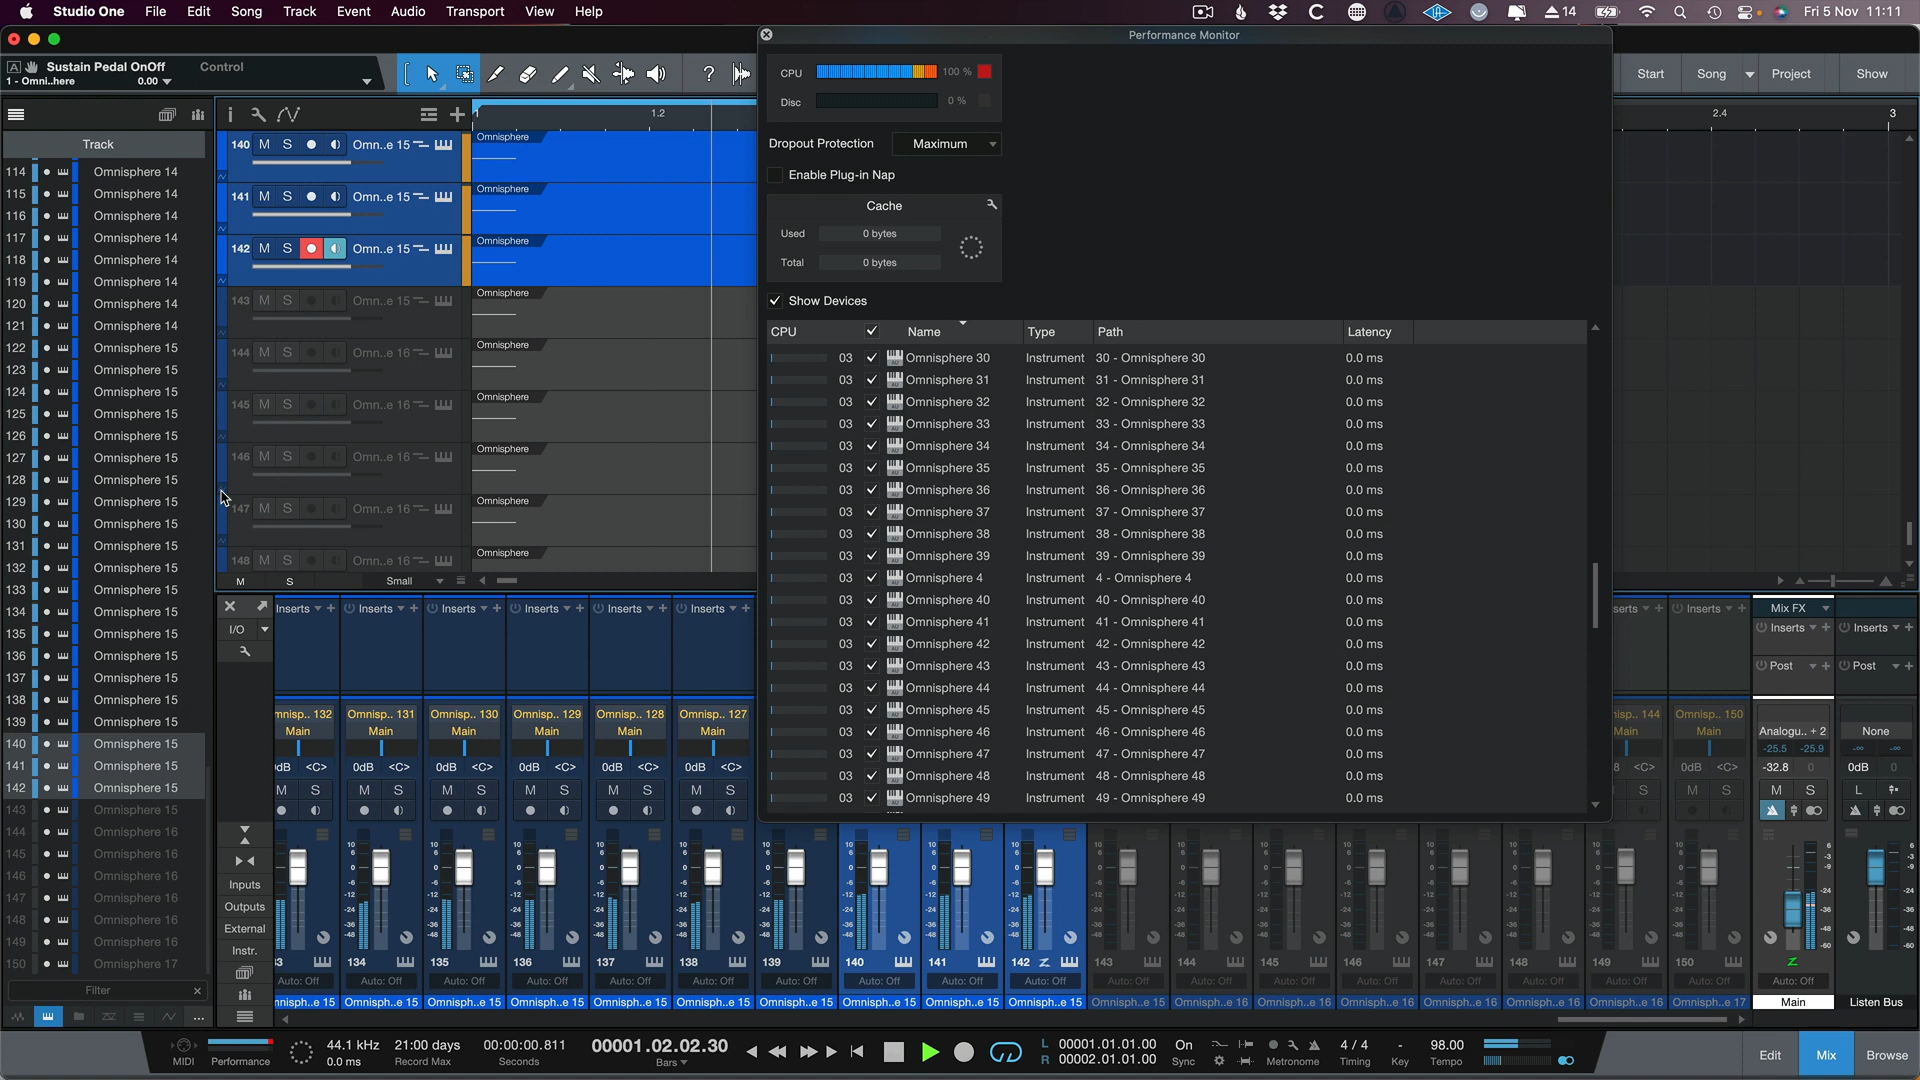 Studio One File Edit Song Track Event Audio Transport View Help 14 Fri 5 Nov 11:11
Performance Monitor
Sustain Pedal OnOff Control
1 - Omni..here 0.00
Start Song Project Show
CPU 100 %
Disc 0 %
Dropout Protection Maximum
Enable Plug-in Nap
Cache
Used 0 bytes
Total 0 bytes
Show Devices
CPU Name Type Path Latency
03 Omnisphere 30 Instrument 30 - Omnisphere 30 0.0 ms
03 Omnisphere 31 Instrument 31 - Omnisphere 31 0.0 ms
03 Omnisphere 32 Instrument 32 - Omnisphere 32 0.0 ms
03 Omnisphere 33 Instrument 33 - Omnisphere 33 0.0 ms
03 Omnisphere 34 Instrument 34 - Omnisphere 34 0.0 ms
03 Omnisphere 35 Instrument 35 - Omnisphere 35 0.0 ms
03 Omnisphere 36 Instrument 36 - Omnisphere 36 0.0 ms
03 Omnisphere 37 Instrument 37 - Omnisphere 37 0.0 ms
03 Omnisphere 38 Instrument 38 - Omnisphere 38 0.0 ms
03 Omnisphere 39 Instrument 39 - Omnisphere 39 0.0 ms
03 Omnisphere 4 Instrument 4 - Omnisphere 4 0.0 ms
03 Omnisphere 40 Instrument 40 - Omnisphere 40 0.0 ms
03 Omnisphere 41 Instrument 41 - Omnisphere 41 0.0 ms
03 Omnisphere 42 Instrument 42 - Omnisphere 42 0.0 ms
03 Omnisphere 43 Instrument 43 - Omnisphere 43 0.0 ms
03 Omnisphere 44 Instrument 44 - Omnisphere 44 0.0 ms
03 Omnisphere 45 Instrument 45 - Omnisphere 45 0.0 ms
03 Omnisphere 46 Instrument 46 - Omnisphere 46 0.0 ms
03 Omnisphere 47 Instrument 47 - Omnisphere 47 0.0 ms
03 Omnisphere 48 Instrument 48 - Omnisphere 48 0.0 ms
03 Omnisphere 49 Instrument 49 - Omnisphere 49 0.0 ms
Track
114 Omnisphere 14
115 Omnisphere 14
116 Omnisphere 14
117 Omnisphere 14
118 Omnisphere 14
119 Omnisphere 14
120 Omnisphere 14
121 Omnisphere 14
122 Omnisphere 15
123 Omnisphere 15
124 Omnisphere 15
125 Omnisphere 15
126 Omnisphere 15
127 Omnisphere 15
128 Omnisphere 15
129 Omnisphere 15
130 Omnisphere 15
131 Omnisphere 15
132 Omnisphere 15
133 Omnisphere 15
134 Omnisphere 15
135 Omnisphere 15
136 Omnisphere 15
137 Omnisphere 15
138 Omnisphere 15
139 Omnisphere 15
140 Omnisphere 15
141 Omnisphere 15
142 Omnisphere 15
143 Omnisphere 15
144 Omnisphere 16
145 Omnisphere 16
146 Omnisphere 16
147 Omnisphere 16
148 Omnisphere 16
149 Omnisphere 16
150 Omnisphere 17
Filter
1 1.2 2.4 3
140 M S Omn..e 15 Omnisphere
141 M S Omn..e 15 Omnisphere
142 M S Omn..e 15 Omnisphere
143 M S Omn..e 15 Omnisphere
144 M S Omn..e 16 Omnisphere
145 M S Omn..e 16 Omnisphere
146 M S Omn..e 16 Omnisphere
147 M S Omn..e 16 Omnisphere
148 M S Omn..e 16 Omnisphere
M S Small
I/O
Inserts Inserts Inserts Inserts Inserts Inserts serts Inserts
Mix FX
Inserts Inserts
Post Post
nnisp.. 132 Omnisp.. 131 Omnisp.. 130 Omnisp.. 129 Omnisp.. 128 Omnisp.. 127 nisp.. 144 Omnisp.. 150
Main Main Main Main Main Main Main Main Analogu.. + 2 None
-25.5 -25.9
0dB <C> 0dB <C> 0dB <C> 0dB <C> 0dB <C> 0dB <C> -32.8 0dB
M S M S M S M S M S M S M S L
Inputs
Outputs
External
Instr.
33 134 135 136 137 138 139 140 141 142 143 144 145 146 147 148 149 150
Auto: Off Auto: Off Auto: Off Auto: Off Auto: Off Auto: Off Auto: Off Auto: Off Auto: Off Auto: Off Auto: Off Auto: Off Auto: Off Auto: Off Auto: Off Auto: Off Auto: Off Auto: Off Auto: Off
nnisph..e 15 Omnisph..e 15 Omnisph..e 15 Omnisph..e 15 Omnisph..e 15 Omnisph..e 15 Omnisph..e 15 Omnisph..e 15 Omnisph..e 15 Omnisph..e 15 Omnisph..e 15 Omnisph..e 16 Omnisph..e 16 Omnisph..e 16 Omnisph..e 16 Omnisph..e 16 Omnisph..e 16 Omnisph..e 17 Main Listen Bus
MIDI Performance
44.1 kHz
0.0 ms
21:00 days
Record Max
00:00:00.811
Seconds
00001.02.02.30
Bars
L 00001.01.01.00
R 00002.01.01.00
On
Sync
Metronome
4 / 4
Timing
-
Key
98.00
Tempo
Edit Mix Browse